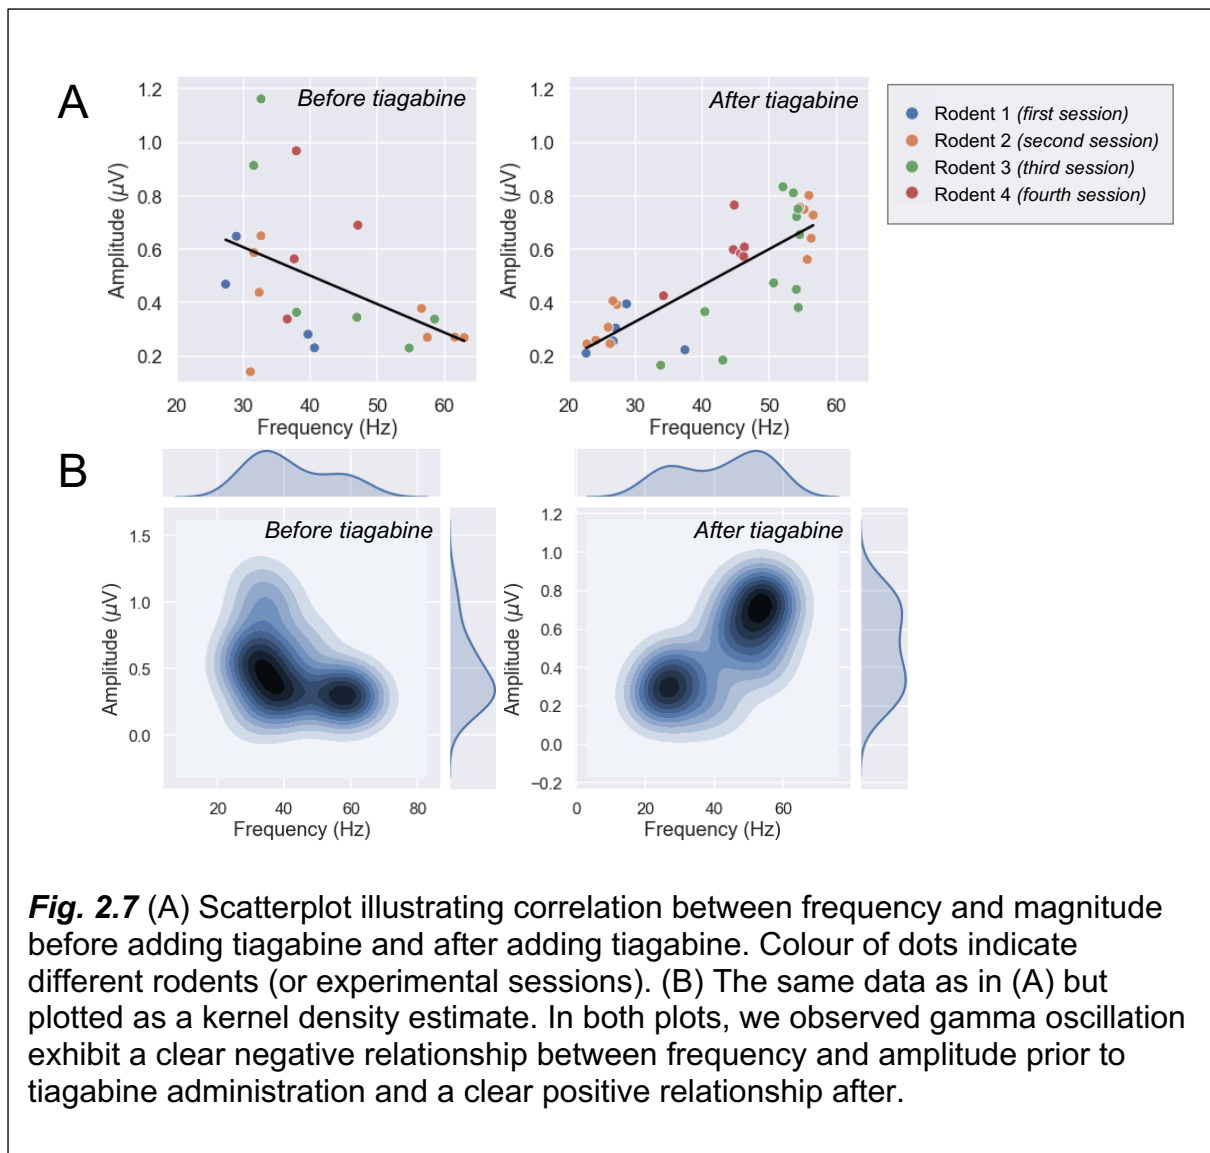 A
Before tiagabine
Amplitude (µV)
1.2
1.0
0.8
0.6
0.4
0.2
20 30 40 50 60
Frequency (Hz)
After tiagabine
Amplitude (µV)
1.2
1.0
0.8
0.6
0.4
0.2
20 30 40 50 60
Frequency (Hz)
Rodent 1 (first session)
Rodent 2 (second session)
Rodent 3 (third session)
Rodent 4 (fourth session)
B
Before tiagabine
Amplitude (µV)
1.5
1.0
0.5
0.0
20 40 60 80
Frequency (Hz)
After tiagabine
Amplitude (µV)
1.2
1.0
0.8
0.6
0.4
0.2
0.0
−0.2
0 20 40 60
Frequency (Hz)
Fig. 2.7 (A) Scatterplot illustrating correlation between frequency and magnitude
before adding tiagabine and after adding tiagabine. Colour of dots indicate
different rodents (or experimental sessions). (B) The same data as in (A) but
plotted as a kernel density estimate. In both plots, we observed gamma oscillation
exhibit a clear negative relationship between frequency and amplitude prior to
tiagabine administration and a clear positive relationship after.